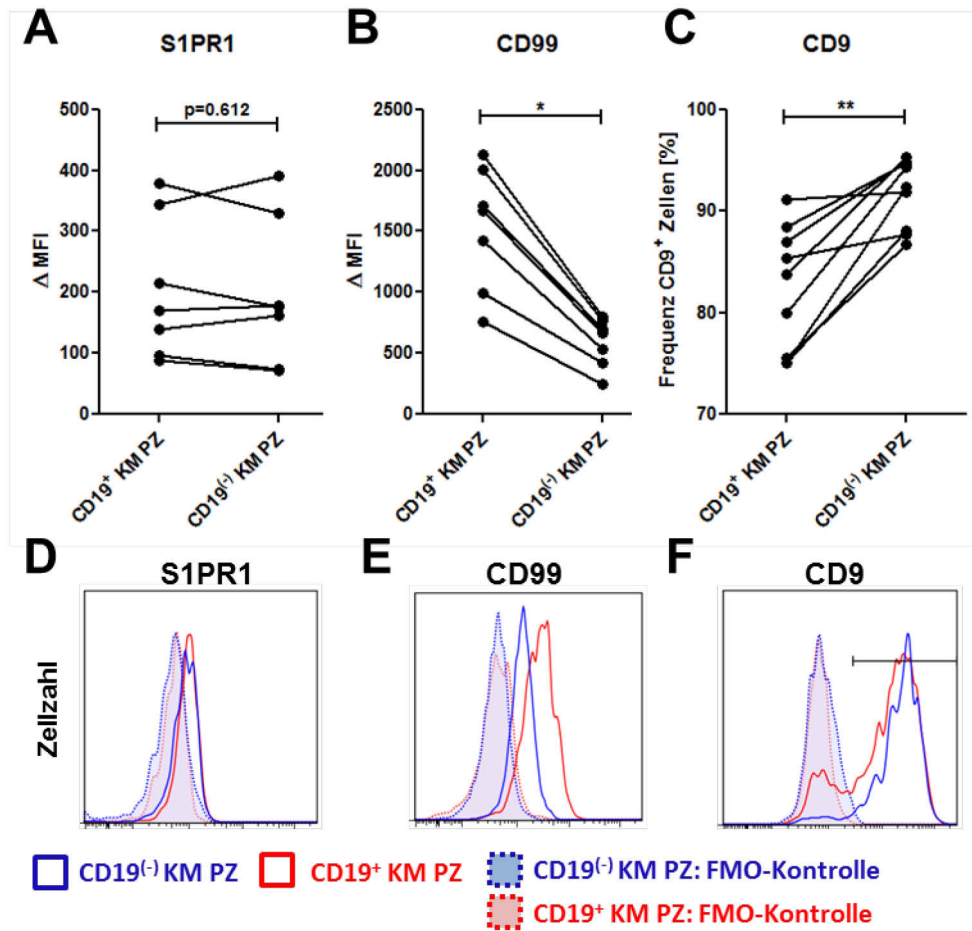 A
S1PR1
p=0.612
Δ MFI
500
400
300
200
100
0
CD19⁺ KM PZ
CD19⁽⁻⁾ KM PZ
B
CD99
*
Δ MFI
2500
2000
1500
1000
500
0
CD19⁺ KM PZ
CD19⁽⁻⁾ KM PZ
C
CD9
**
Frequenz CD9⁺ Zellen [%]
100
90
80
70
CD19⁺ KM PZ
CD19⁽⁻⁾ KM PZ
D
S1PR1
E
CD99
F
CD9
Zellzahl
CD19⁽⁻⁾ KM PZ
CD19⁺ KM PZ
CD19⁽⁻⁾ KM PZ: FMO-Kontrolle
CD19⁺ KM PZ: FMO-Kontrolle